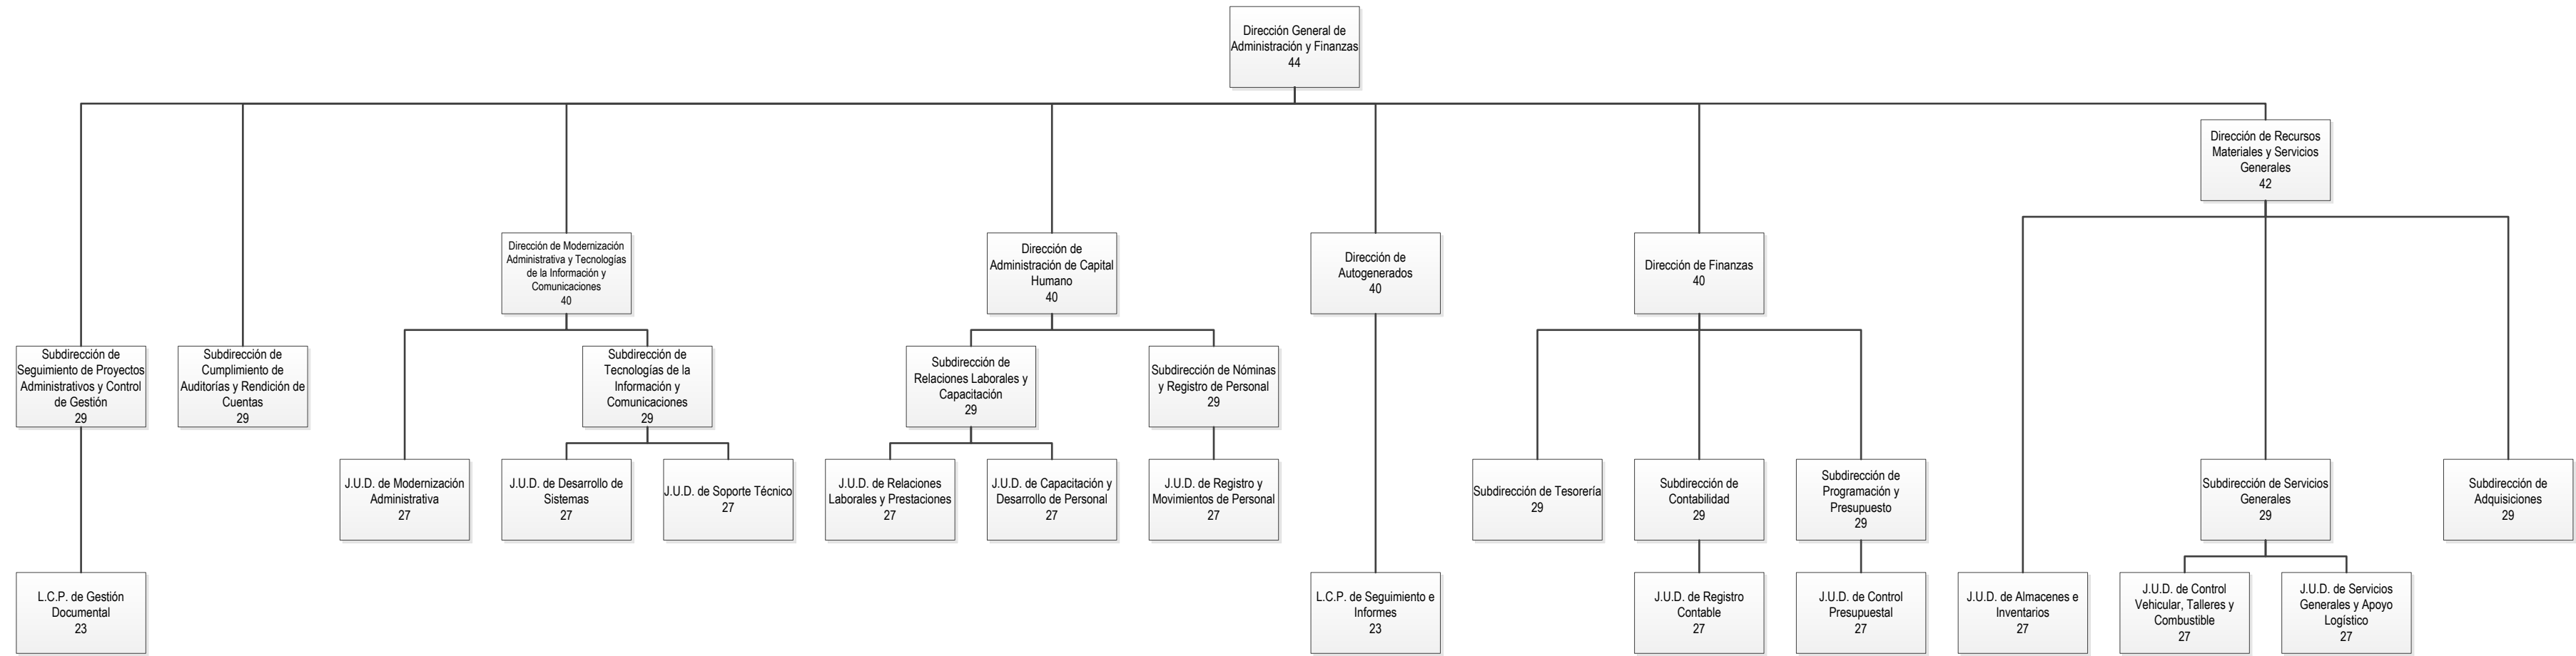 Dirección General de
Administración y Finanzas
44
Dirección de Recursos
Materiales y Servicios
Generales
42
Dirección de Modernización
Administrativa y Tecnologías
de la Información y
Comunicaciones
40
Dirección de
Administración de Capital
Humano
40
Dirección de
Autogenerados
40
Dirección de Finanzas
40
Subdirección de
Seguimiento de Proyectos
Administrativos y Control
de Gestión
29
Subdirección de
Cumplimiento de
Auditorías y Rendición de
Cuentas
29
Subdirección de
Tecnologías de la
Información y
Comunicaciones
29
Subdirección de
Relaciones Laborales y
Capacitación
29
Subdirección de Nóminas
y Registro de Personal
29
J.U.D. de Modernización
Administrativa
27
J.U.D. de Desarrollo de
Sistemas
27
J.U.D. de Soporte Técnico
27
J.U.D. de Relaciones
Laborales y Prestaciones
27
J.U.D. de Capacitación y
Desarrollo de Personal
27
J.U.D. de Registro y
Movimientos de Personal
27
Subdirección de Tesorería
29
Subdirección de
Contabilidad
29
Subdirección de
Programación y
Presupuesto
29
Subdirección de Servicios
Generales
29
Subdirección de
Adquisiciones
29
L.C.P. de Gestión
Documental
23
L.C.P. de Seguimiento e
Informes
23
J.U.D. de Registro
Contable
27
J.U.D. de Control
Presupuestal
27
J.U.D. de Almacenes e
Inventarios
27
J.U.D. de Control
Vehicular, Talleres y
Combustible
27
J.U.D. de Servicios
Generales y Apoyo
Logístico
27